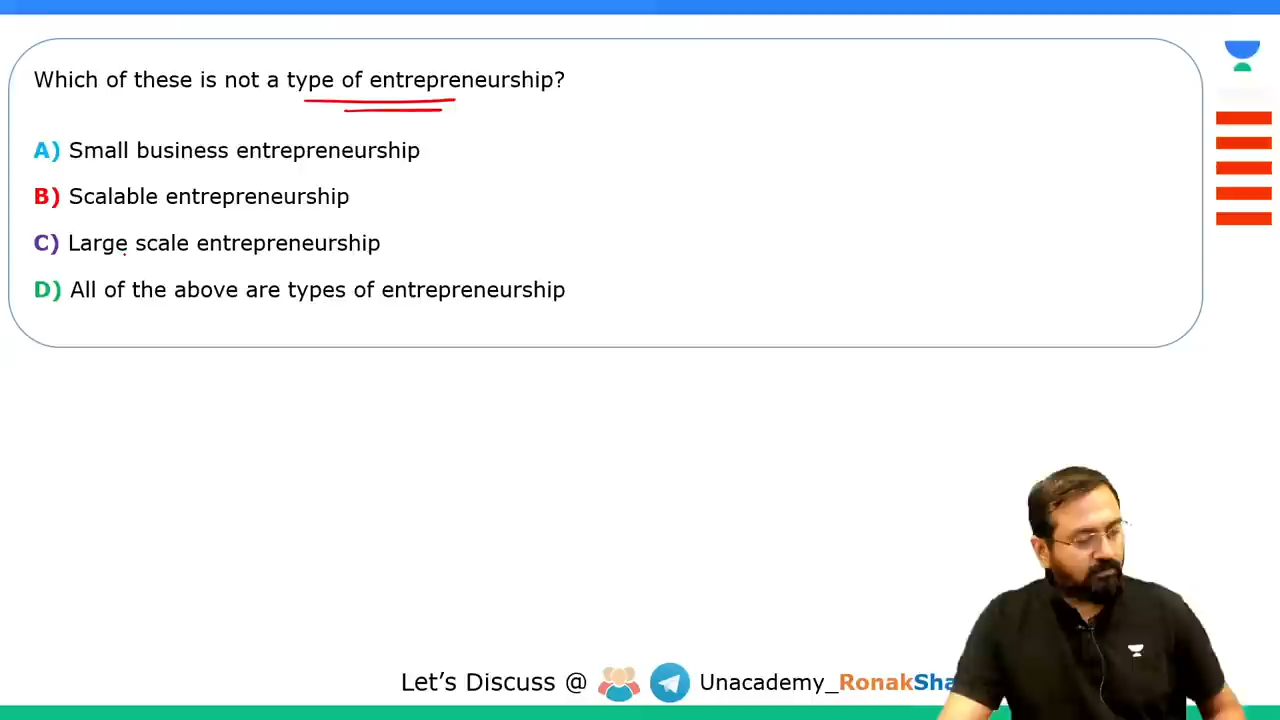 Which of these is not a type of entrepreneurship?
A) Small business entrepreneurship
B) Scalable entrepreneurship
C) Large scale entrepreneurship
D) All of the above are types of entrepreneurship
Let’s Discuss @ Unacademy_RonakSha